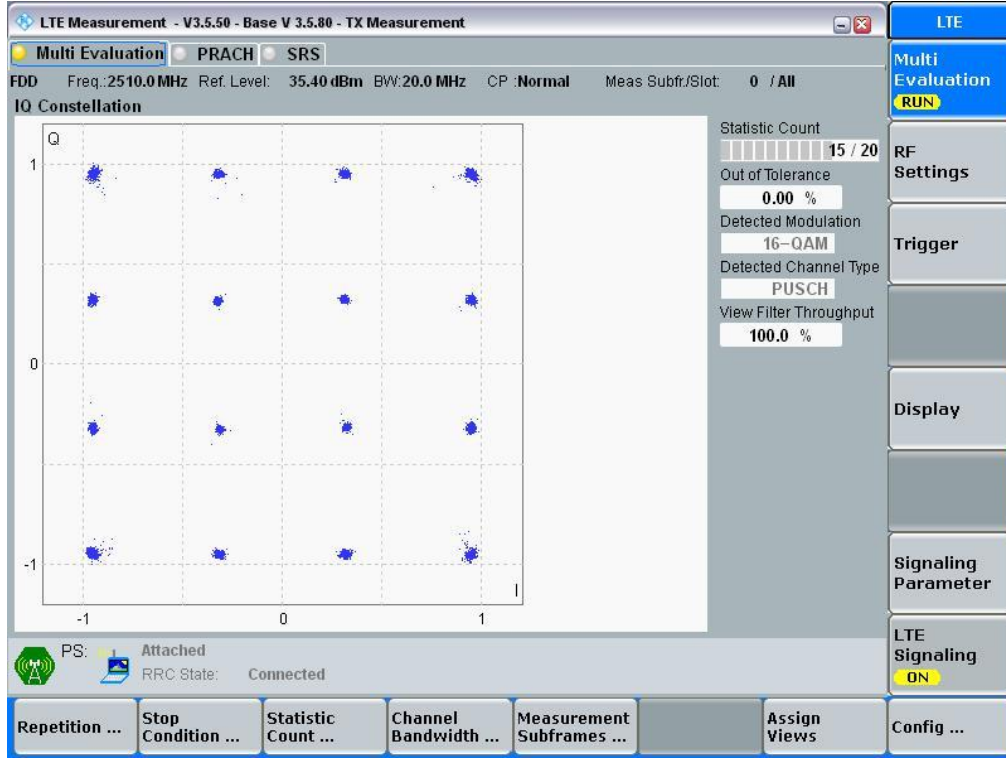 LTE Measurement - V3.5.50 - Base V 3.5.80 - TX Measurement
LTE
Multi Evaluation PRACH SRS
FDD Freq.:2510.0 MHz Ref. Level: 35.40 dBm BW:20.0 MHz CP :Normal Meas Subfr./Slot: 0 / All
IQ Constellation
Q
1
0
-1
-1 0 1
I
Statistic Count
15 / 20
Out of Tolerance
0.00 %
Detected Modulation
16-QAM
Detected Channel Type
PUSCH
View Filter Throughput
100.0 %
Multi
Evaluation
RUN
RF
Settings
Trigger
Display
Signaling
Parameter
LTE
Signaling
ON
PS: Attached
RRC State: Connected
Repetition ...
Stop
Condition ...
Statistic
Count ...
Channel
Bandwidth ...
Measurement
Subframes ...
Assign
Views
Config ...